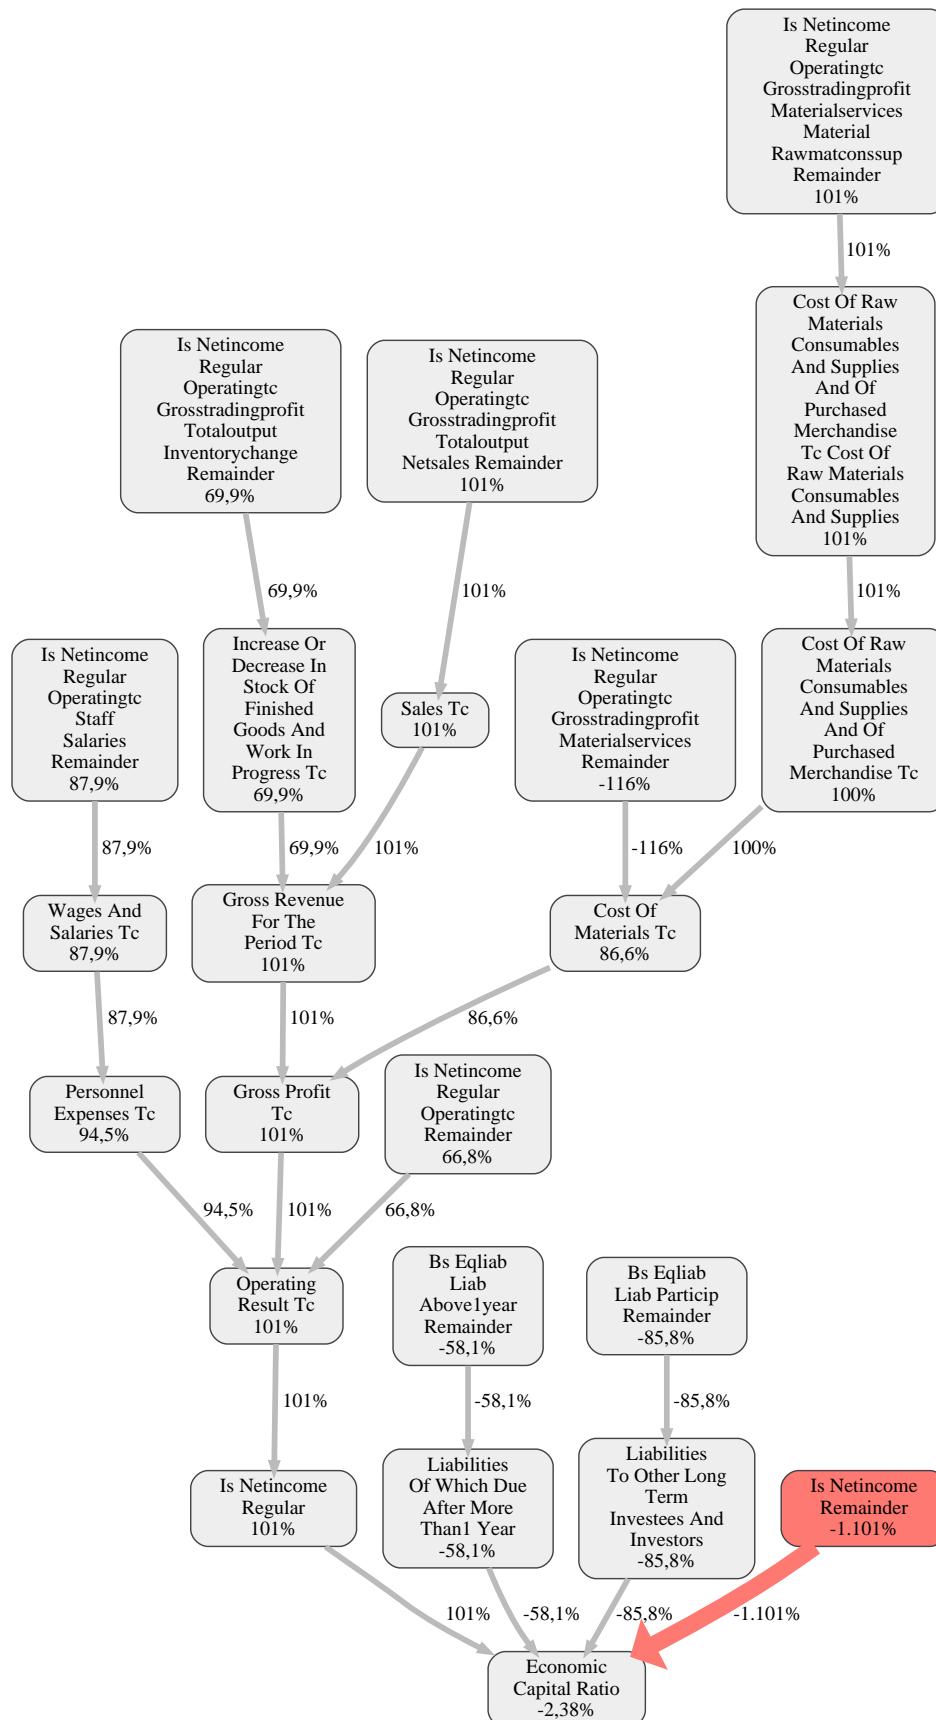 Is Netincome
Regular
Operatingtc
Grosstradingprofit
Materialservices
Material
Rawmatconssup
Remainder
101%
101%
Cost Of Raw
Materials
Consumables
And Supplies
And Of
Purchased
Merchandise
Tc Cost Of
Raw Materials
Consumables
And Supplies
101%
Is Netincome
Regular
Operatingtc
Grosstradingprofit
Totaloutput
Inventorychange
Remainder
69,9%
Is Netincome
Regular
Operatingtc
Grosstradingprofit
Totaloutput
Netsales Remainder
101%
69,9%
101%
101%
Is Netincome
Regular
Operatingtc
Staff
Salaries
Remainder
87,9%
Increase Or
Decrease In
Stock Of
Finished
Goods And
Work In
Progress Tc
69,9%
Sales Tc
101%
Is Netincome
Regular
Operatingtc
Grosstradingprofit
Materialservices
Remainder
-116%
Cost Of Raw
Materials
Consumables
And Supplies
And Of
Purchased
Merchandise Tc
100%
87,9%
69,9%
101%
-116%
100%
Wages And
Salaries Tc
87,9%
Gross Revenue
For The
Period Tc
101%
Cost Of
Materials Tc
86,6%
87,9%
101%
86,6%
Personnel
Expenses Tc
94,5%
Gross Profit
Tc
101%
Is Netincome
Regular
Operatingtc
Remainder
66,8%
94,5%
101%
66,8%
Operating
Result Tc
101%
Bs Eqliab
Liab
Above1year
Remainder
-58,1%
Bs Eqliab
Liab Particip
Remainder
-85,8%
101%
-58,1%
-85,8%
Is Netincome
Regular
101%
Liabilities
Of Which Due
After More
Than1 Year
-58,1%
Liabilities
To Other Long
Term
Investees And
Investors
-85,8%
Is Netincome
Remainder
-1.101%
101%
-58,1%
-85,8%
-1.101%
Economic
Capital Ratio
-2,38%